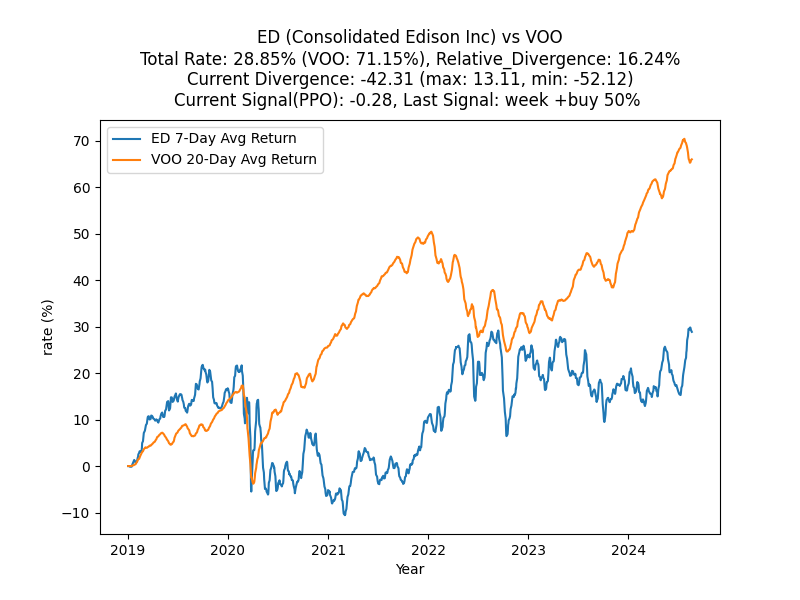 ED (Consolidated Edison Inc) vs VOO
Total Rate: 28.85% (VOO: 71.15%), Relative_Divergence: 16.24%
Current Divergence: -42.31 (max: 13.11, min: -52.12)
Current Signal(PPO): -0.28, Last Signal: week +buy 50%
ED 7-Day Avg Return
VOO 20-Day Avg Return
rate (%)
70
60
50
40
30
20
10
0
−10
2019
2020
2021
2022
2023
2024
Year